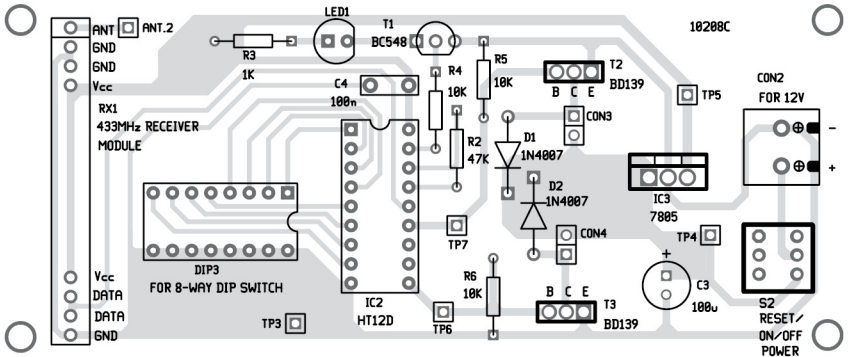 LED1
T1
BC548
10208C
ANT
ANT.2
GND
GND
Vcc
RX1
433MHz RECEIVER
MODULE
R3
1K
C4
100n
R4
10K
R5
10K
T2
BD139
B C E
R2
47K
D1
1N4007
CON3
TP5
CON2
FOR 12V
-
+
D2
1N4007
IC3
7805
TP7
CON4
TP4
DIP3
FOR 8-WAY DIP SWITCH
IC2
HT12D
R6
10K
B C E
T3
BD139
+
C3
100u
S2
RESET/
ON/OFF
POWER
Vcc
DATA
DATA
GND
TP3
TP6